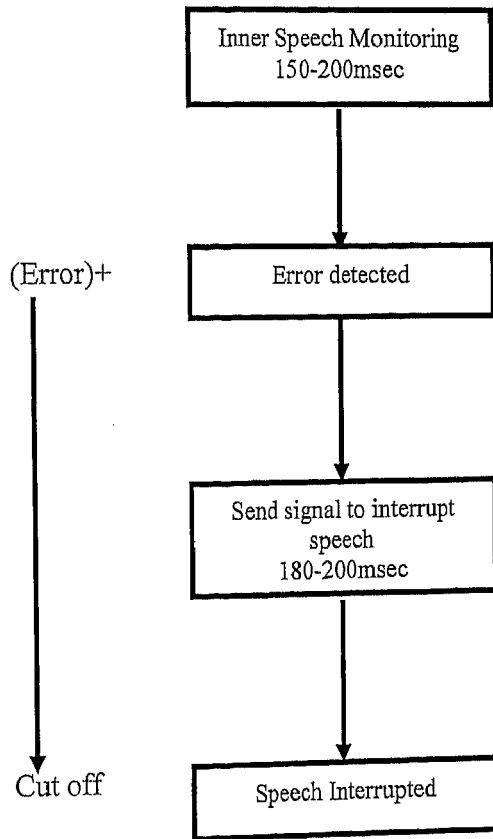 Inner Speech Monitoring
150-200msec
(Error)+
Error detected
Send signal to interrupt
speech
180-200msec
Cut off
Speech Interrupted